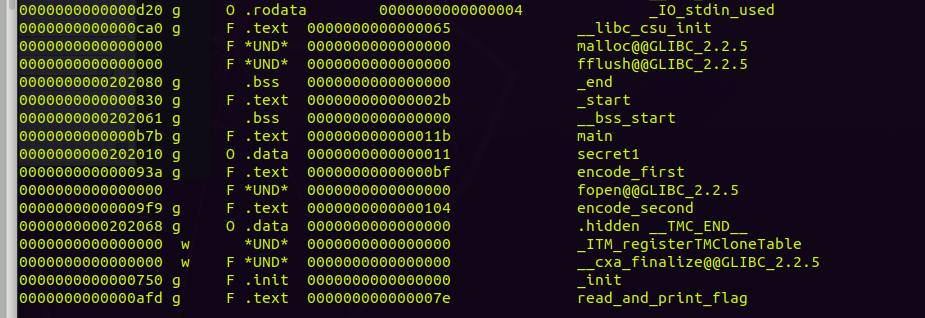 0000000000000d20 g O .rodata 0000000000000004 _IO_stdin_used
0000000000000ca0 g F .text 0000000000000065 __libc_csu_init
0000000000000000 F *UND* 0000000000000000 malloc@@GLIBC_2.2.5
0000000000000000 F *UND* 0000000000000000 fflush@@GLIBC_2.2.5
0000000000202080 g .bss 0000000000000000 _end
0000000000000830 g F .text 000000000000002b _start
0000000000202061 g .bss 0000000000000000 __bss_start
0000000000000b7b g F .text 000000000000011b main
0000000000202010 g O .data 0000000000000011 secret1
000000000000093a g F .text 00000000000000bf encode_first
0000000000000000 F *UND* 0000000000000000 fopen@@GLIBC_2.2.5
00000000000009f9 g F .text 0000000000000104 encode_second
0000000000202068 g O .data 0000000000000000 .hidden __TMC_END__
0000000000000000 w *UND* 0000000000000000 _ITM_registerTMCloneTable
0000000000000000 w F *UND* 0000000000000000 __cxa_finalize@@GLIBC_2.2.5
0000000000000750 g F .init 0000000000000000 _init
0000000000000afd g F .text 000000000000007e read_and_print_flag